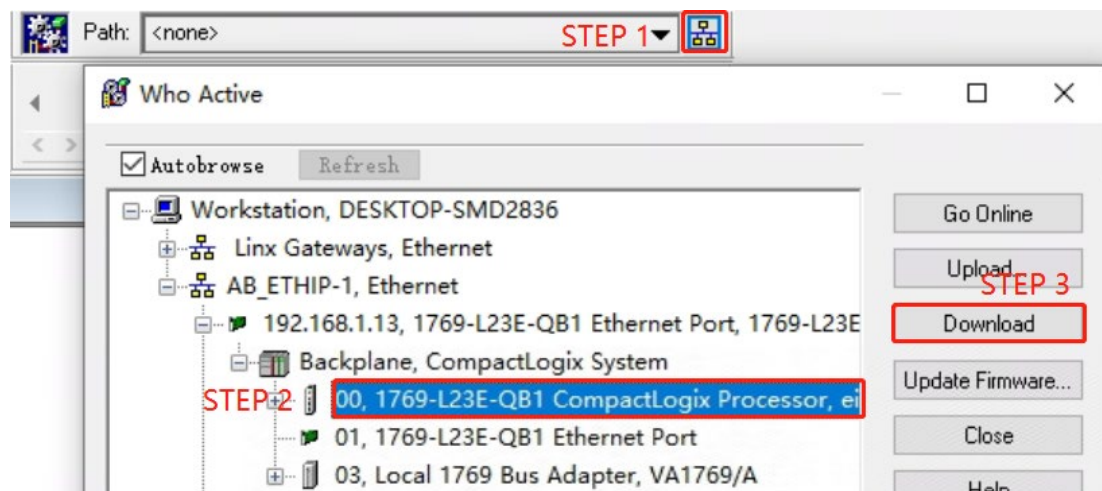 Path: <none> STEP 1
Who Active
Autobrowse Refresh
Workstation, DESKTOP-SMD2836
Go Online
Linx Gateways, Ethernet
Upload...
AB_ETHIP-1, Ethernet
STEP 3
192.168.1.13, 1769-L23E-QB1 Ethernet Port, 1769-L23E
Download
Backplane, CompactLogix System
Update Firmware...
STEP 2 00, 1769-L23E-QB1 CompactLogix Processor, ei
01, 1769-L23E-QB1 Ethernet Port
Close
03, Local 1769 Bus Adapter, VA1769/A
Help